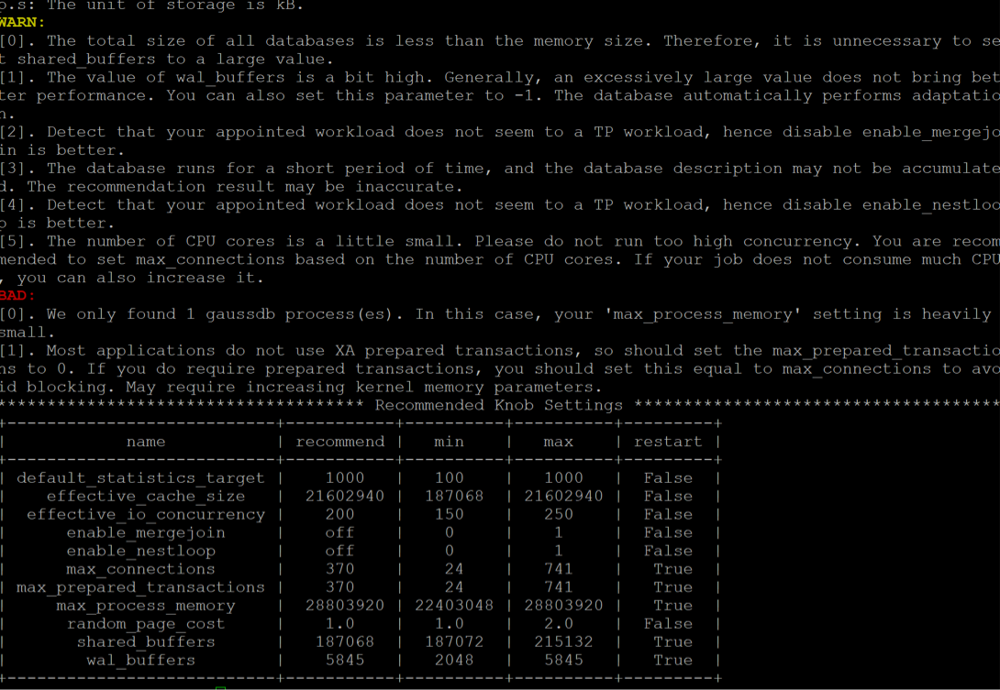 p.s: The unit of storage is kB.
WARN:
[0]. The total size of all databases is less than the memory size. Therefore, it is unnecessary to se
t shared_buffers to a large value.
[1]. The value of wal_buffers is a bit high. Generally, an excessively large value does not bring bet
ter performance. You can also set this parameter to -1. The database automatically performs adaptatio
n.
[2]. Detect that your appointed workload does not seem to a TP workload, hence disable enable_mergejo
in is better.
[3]. The database runs for a short period of time, and the database description may not be accumulate
d. The recommendation result may be inaccurate.
[4]. Detect that your appointed workload does not seem to a TP workload, hence disable enable_nestloo
p is better.
[5]. The number of CPU cores is a little small. Please do not run too high concurrency. You are recom
mended to set max_connections based on the number of CPU cores. If your job does not consume much CPU
, you can also increase it.
BAD:
[0]. We only found 1 gaussdb process(es). In this case, your 'max_process_memory' setting is heavily
small.
[1]. Most applications do not use XA prepared transactions, so should set the max_prepared_transactio
ns to 0. If you do require prepared transactions, you should set this equal to max_connections to avo
id blocking. May require increasing kernel memory parameters.
************************************* Recommended Knob Settings *************************************
+---------------------------+-----------+----------+----------+---------+
| name | recommend | min | max | restart |
+---------------------------+-----------+----------+----------+---------+
| default_statistics_target | 1000 | 100 | 1000 | False |
| effective_cache_size | 21602940 | 187068 | 21602940 | False |
| effective_io_concurrency | 200 | 150 | 250 | False |
| enable_mergejoin | off | 0 | 1 | False |
| enable_nestloop | off | 0 | 1 | False |
| max_connections | 370 | 24 | 741 | True |
| max_prepared_transactions | 370 | 24 | 741 | True |
| max_process_memory | 28803920 | 22403048 | 28803920 | True |
| random_page_cost | 1.0 | 1.0 | 2.0 | False |
| shared_buffers | 187068 | 187072 | 215132 | True |
| wal_buffers | 5845 | 2048 | 5845 | True |
+---------------------------+-----------+----------+----------+---------+